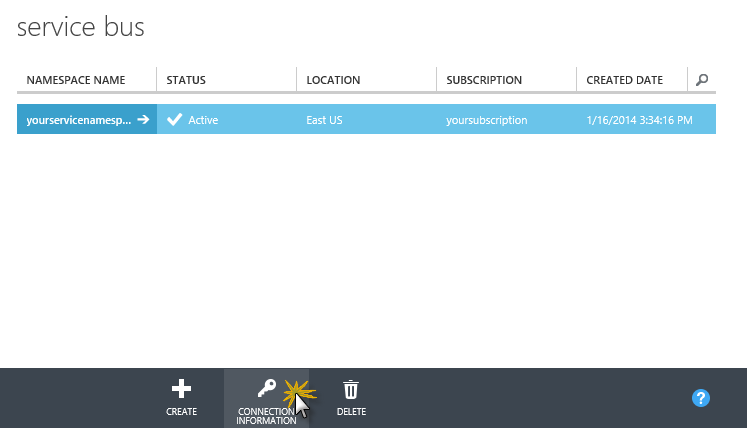 service bus
NAMESPACE NAME STATUS LOCATION SUBSCRIPTION CREATED DATE
yourservicenamesp... Active East US yoursubscription 1/16/2014 3:34:16 PM
CREATE CONNECTION DELETE
INFORMATION
?